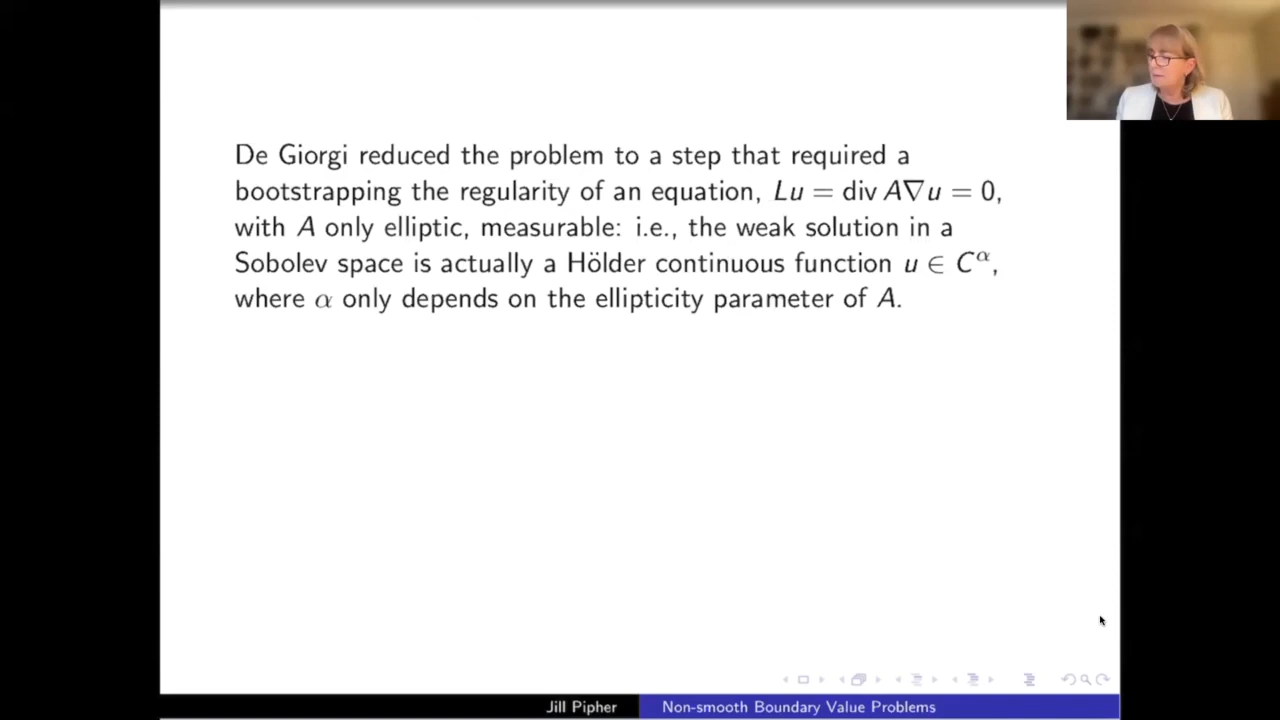 De Giorgi reduced the problem to a step that required a
bootstrapping the regularity of an equation, Lu = div A∇u = 0,
with A only elliptic, measurable: i.e., the weak solution in a
Sobolev space is actually a Hölder continuous function u ∈ C^α,
where α only depends on the ellipticity parameter of A.
Jill Pipher
Non-smooth Boundary Value Problems